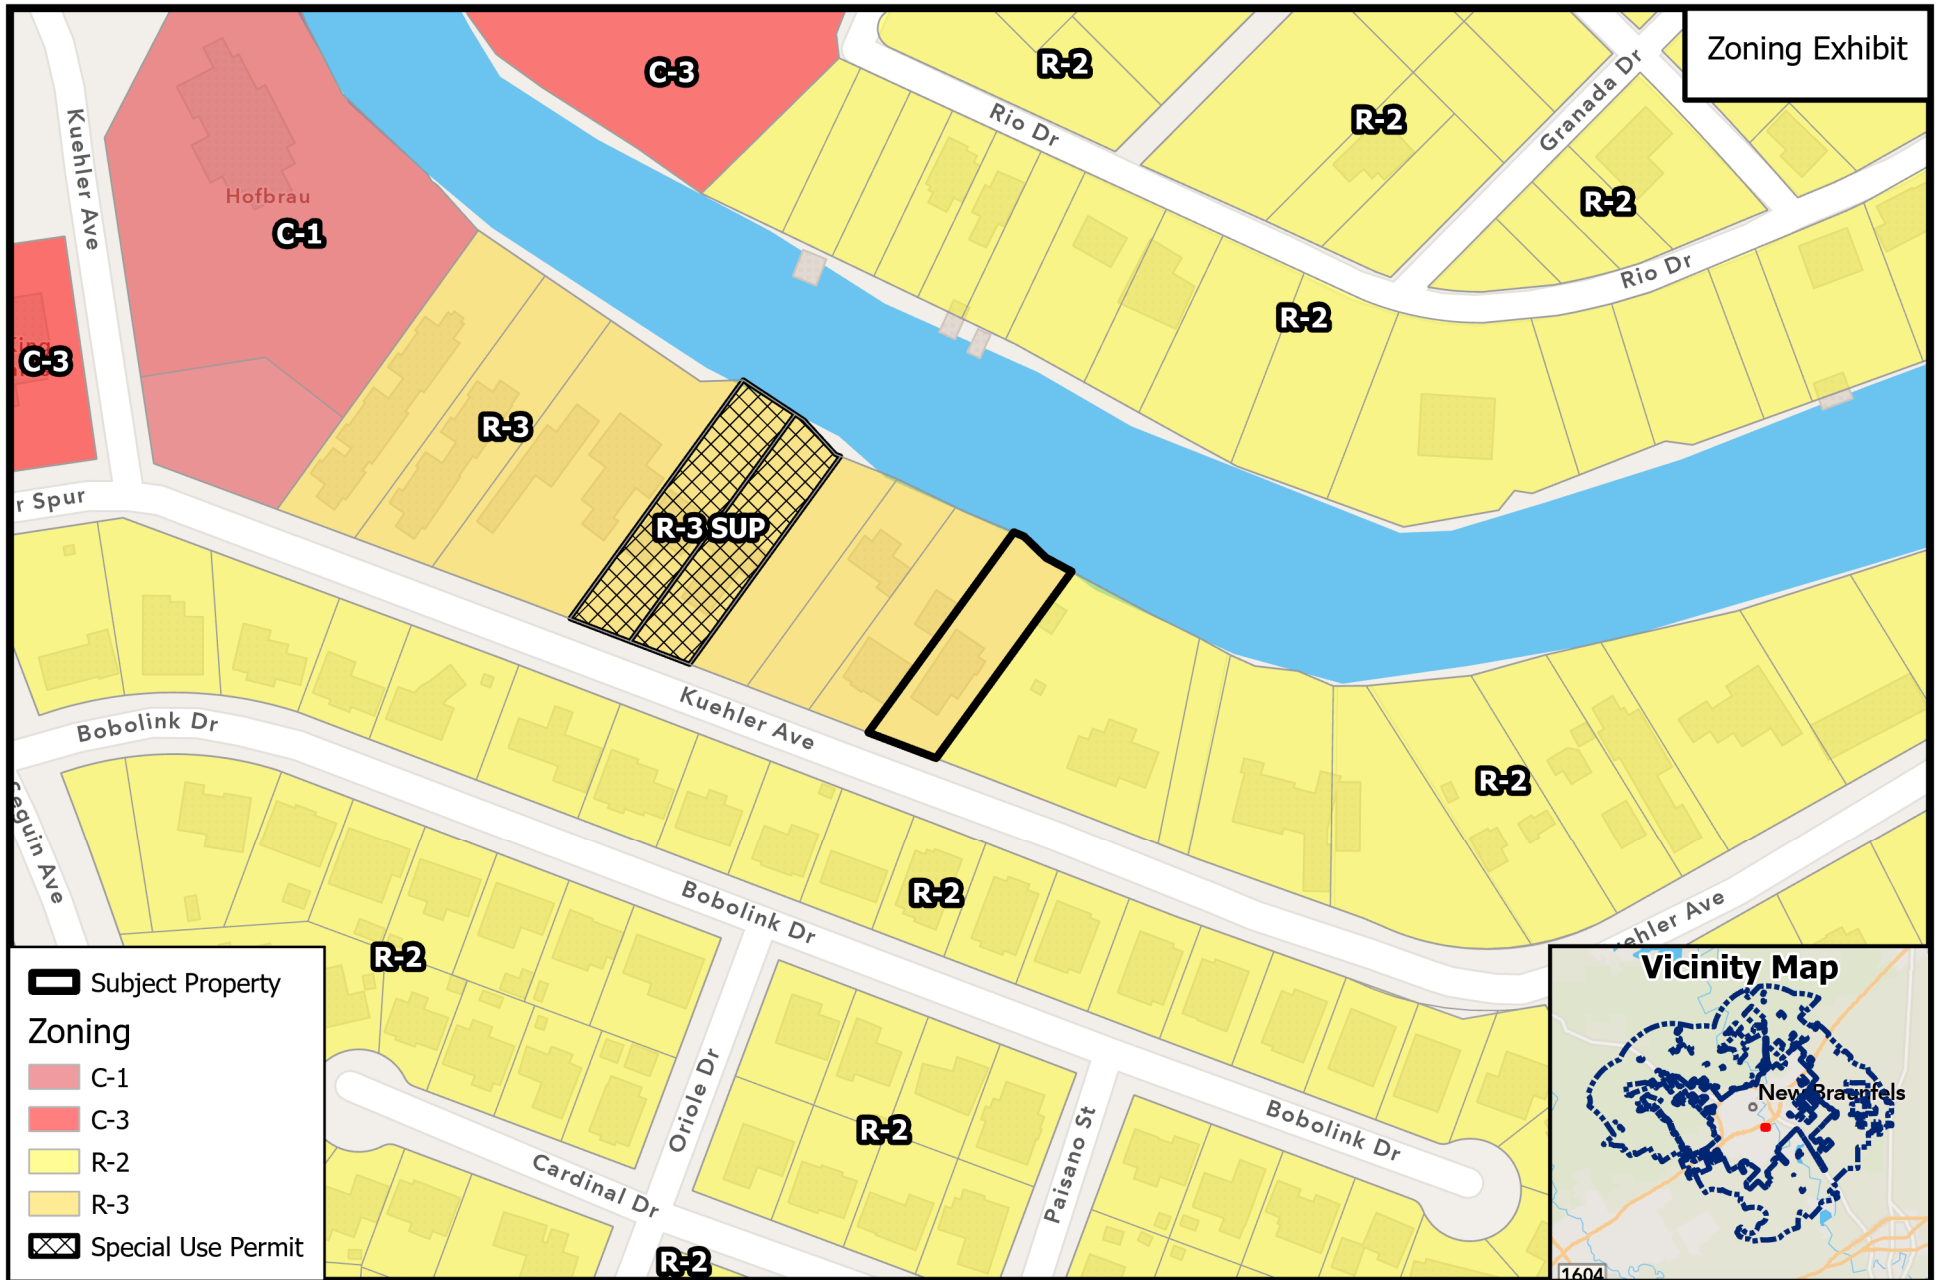 Zoning Exhibit
C-3
R-2
Rio Dr
R-2
Granada Dr
R-2
Kuehler Ave
Hofbrau
C-1
Rio Dr
R-2
C-3
R-3
r Spur
R-3 SUP
Kuehler Ave
Bobolink Dr
R-2
eguin Ave
Bobolink Dr
R-2
ehler Ave
R-2
Oriole Dr
R-2
Paisano St
Bobolink Dr
Cardinal Dr
R-2
Subject Property
Zoning
C-1
C-3
R-2
R-3
Special Use Permit
Vicinity Map
New Braunfels
1604